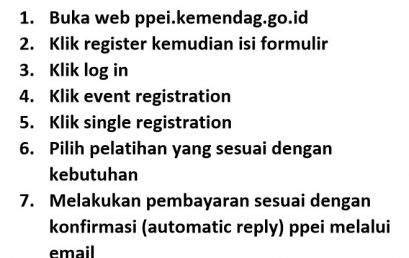 1. Buka web ppei.kemendag.go.id
2. Klik register kemudian isi formulir
3. Klik log in
4. Klik event registration
5. Klik single registration
6. Pilih pelatihan yang sesuai dengan
kebutuhan
7. Melakukan pembayaran sesuai dengan
konfirmasi (automatic reply) ppei melalui
email